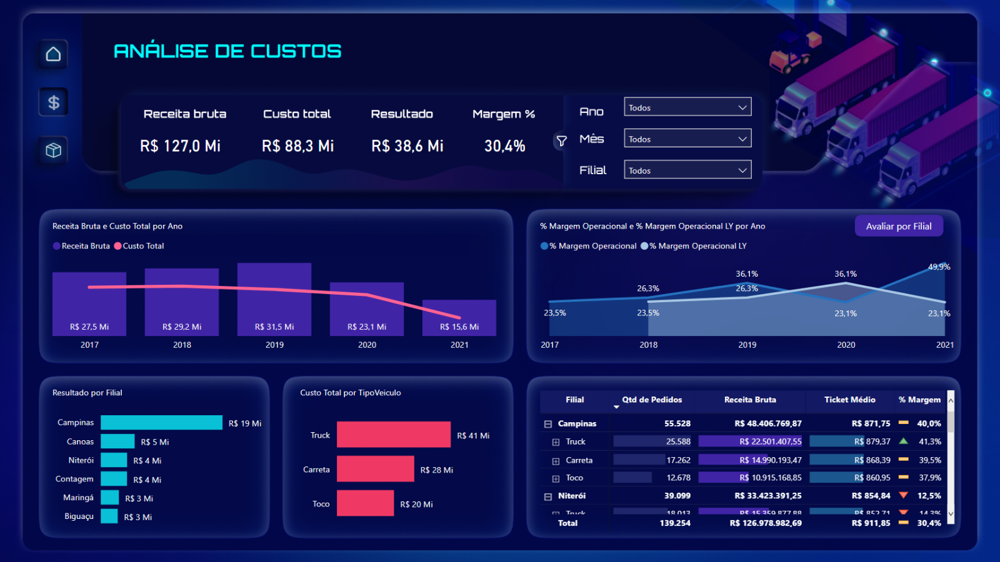 ANÁLISE DE CUSTOS
Receita bruta
Custo total
Resultado
Margem %
R$ 127,0 Mi
R$ 88,3 Mi
R$ 38,6 Mi
30,4%
Ano
Todos
Mês
Todos
Filial
Todos
Receita Bruta e Custo Total por Ano
Receita Bruta
Custo Total
R$ 27,5 Mi
R$ 29,2 Mi
R$ 31,5 Mi
R$ 23,1 Mi
R$ 15,6 Mi
2017
2018
2019
2020
2021
% Margem Operacional e % Margem Operacional LY por Ano
Avaliar por Filial
% Margem Operacional
% Margem Operacional LY
49,9%
36,1%
36,1%
26,3%
26,3%
23,5%
23,5%
23,1%
23,1%
2017
2018
2019
2020
2021
Resultado por Filial
Campinas R$ 19 Mi
Canoas R$ 5 Mi
Niterói R$ 4 Mi
Contagem R$ 4 Mi
Maringá R$ 3 Mi
Biguaçu R$ 3 Mi
Custo Total por TipoVeiculo
Truck R$ 41 Mi
Carreta R$ 28 Mi
Toco R$ 20 Mi
Filial Qtd de Pedidos Receita Bruta Ticket Médio % Margem
Campinas 55.528 R$ 48.406.769,87 R$ 871,75 40,0%
Truck 25.588 R$ 22.501.407,55 R$ 879,37 41,3%
Carreta 17.262 R$ 14.990.193,47 R$ 868,39 39,5%
Toco 12.678 R$ 10.915.168,85 R$ 860,95 37,9%
Niterói 39.099 R$ 33.423.391,25 R$ 854,84 12,5%
Truck 18.013 R$ 15.359.877,88 R$ 852,71 14,3%
Total 139.254 R$ 126.978.982,69 R$ 911,85 30,4%